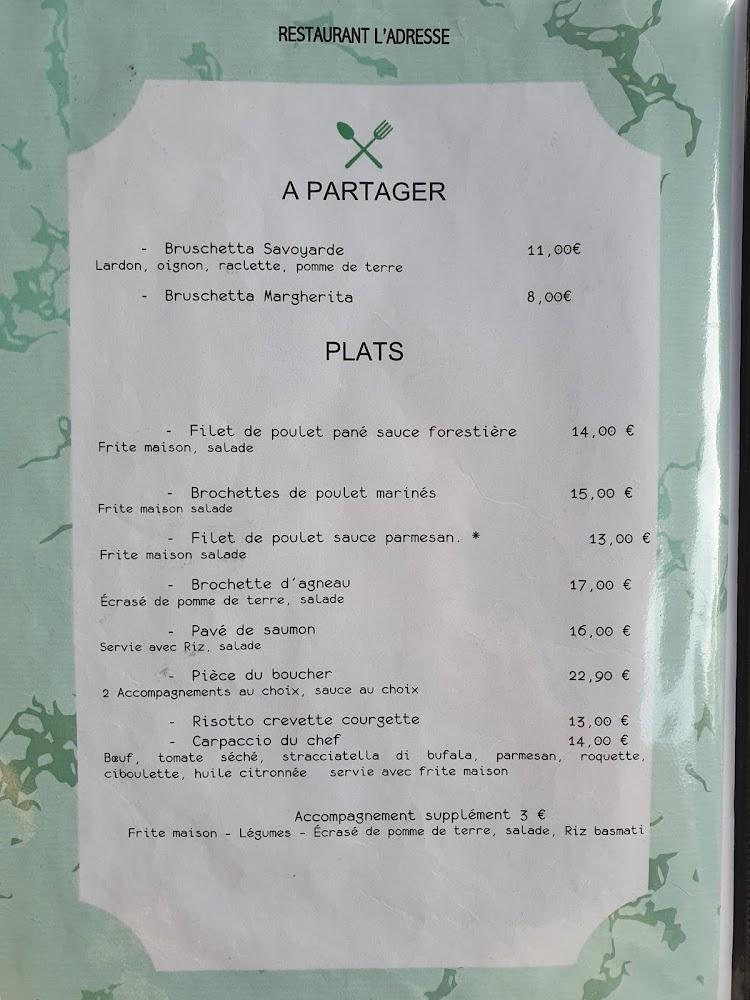 RESTAURANT L'ADRESSE
A PARTAGER
- Bruschetta Savoyarde 11,00€
Lardon, oignon, raclette, pomme de terre
- Bruschetta Margherita 8,00€
PLATS
- Filet de poulet pané sauce forestière 14,00 €
Frite maison, salade
- Brochettes de poulet marinés 15,00 €
Frite maison salade
- Filet de poulet sauce parmesan. * 13,00 €
Frite maison salade
- Brochette d'agneau 17,00 €
Écrasé de pomme de terre, salade
- Pavé de saumon 16,00 €
Servie avec Riz, salade
- Pièce du boucher 22,90 €
2 Accompagnements au choix, sauce au choix
- Risotto crevette courgette 13,00 €
- Carpaccio du chef 14,00 €
Bœuf, tomate séché, stracciatella di bufala, parmesan, roquette,
ciboulette, huile citronnée servie avec frite maison
Accompagnement supplément 3 €
Frite maison - Légumes - Écrasé de pomme de terre, salade, Riz basmati